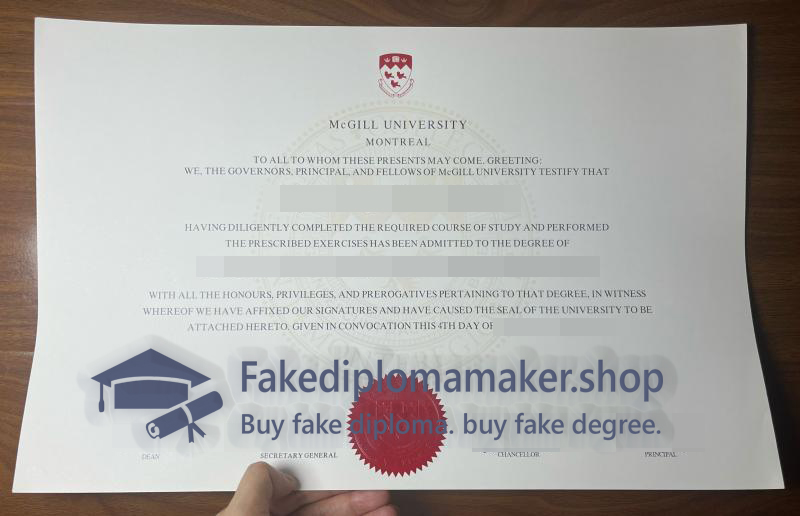 McGILL UNIVERSITY
MONTREAL
TO ALL TO WHOM THESE PRESENTS MAY COME. GREETING:
WE, THE GOVERNORS, PRINCIPAL, AND FELLOWS OF McGILL UNIVERSITY TESTIFY THAT
HAVING DILIGENTLY COMPLETED THE REQUIRED COURSE OF STUDY AND PERFORMED
THE PRESCRIBED EXERCISES HAS BEEN ADMITTED TO THE DEGREE OF
WITH ALL THE HONOURS, PRIVILEGES, AND PREROGATIVES PERTAINING TO THAT DEGREE, IN WITNESS
WHEREOF WE HAVE AFFIXED OUR SIGNATURES AND HAVE CAUSED THE SEAL OF THE UNIVERSITY TO BE
ATTACHED HERETO. GIVEN IN CONVOCATION THIS 4TH DAY OF
Fakediplomamaker.shop
Buy fake diploma. buy fake degree.
DEAN SECRETARY GENERAL CHANCELLOR PRINCIPAL